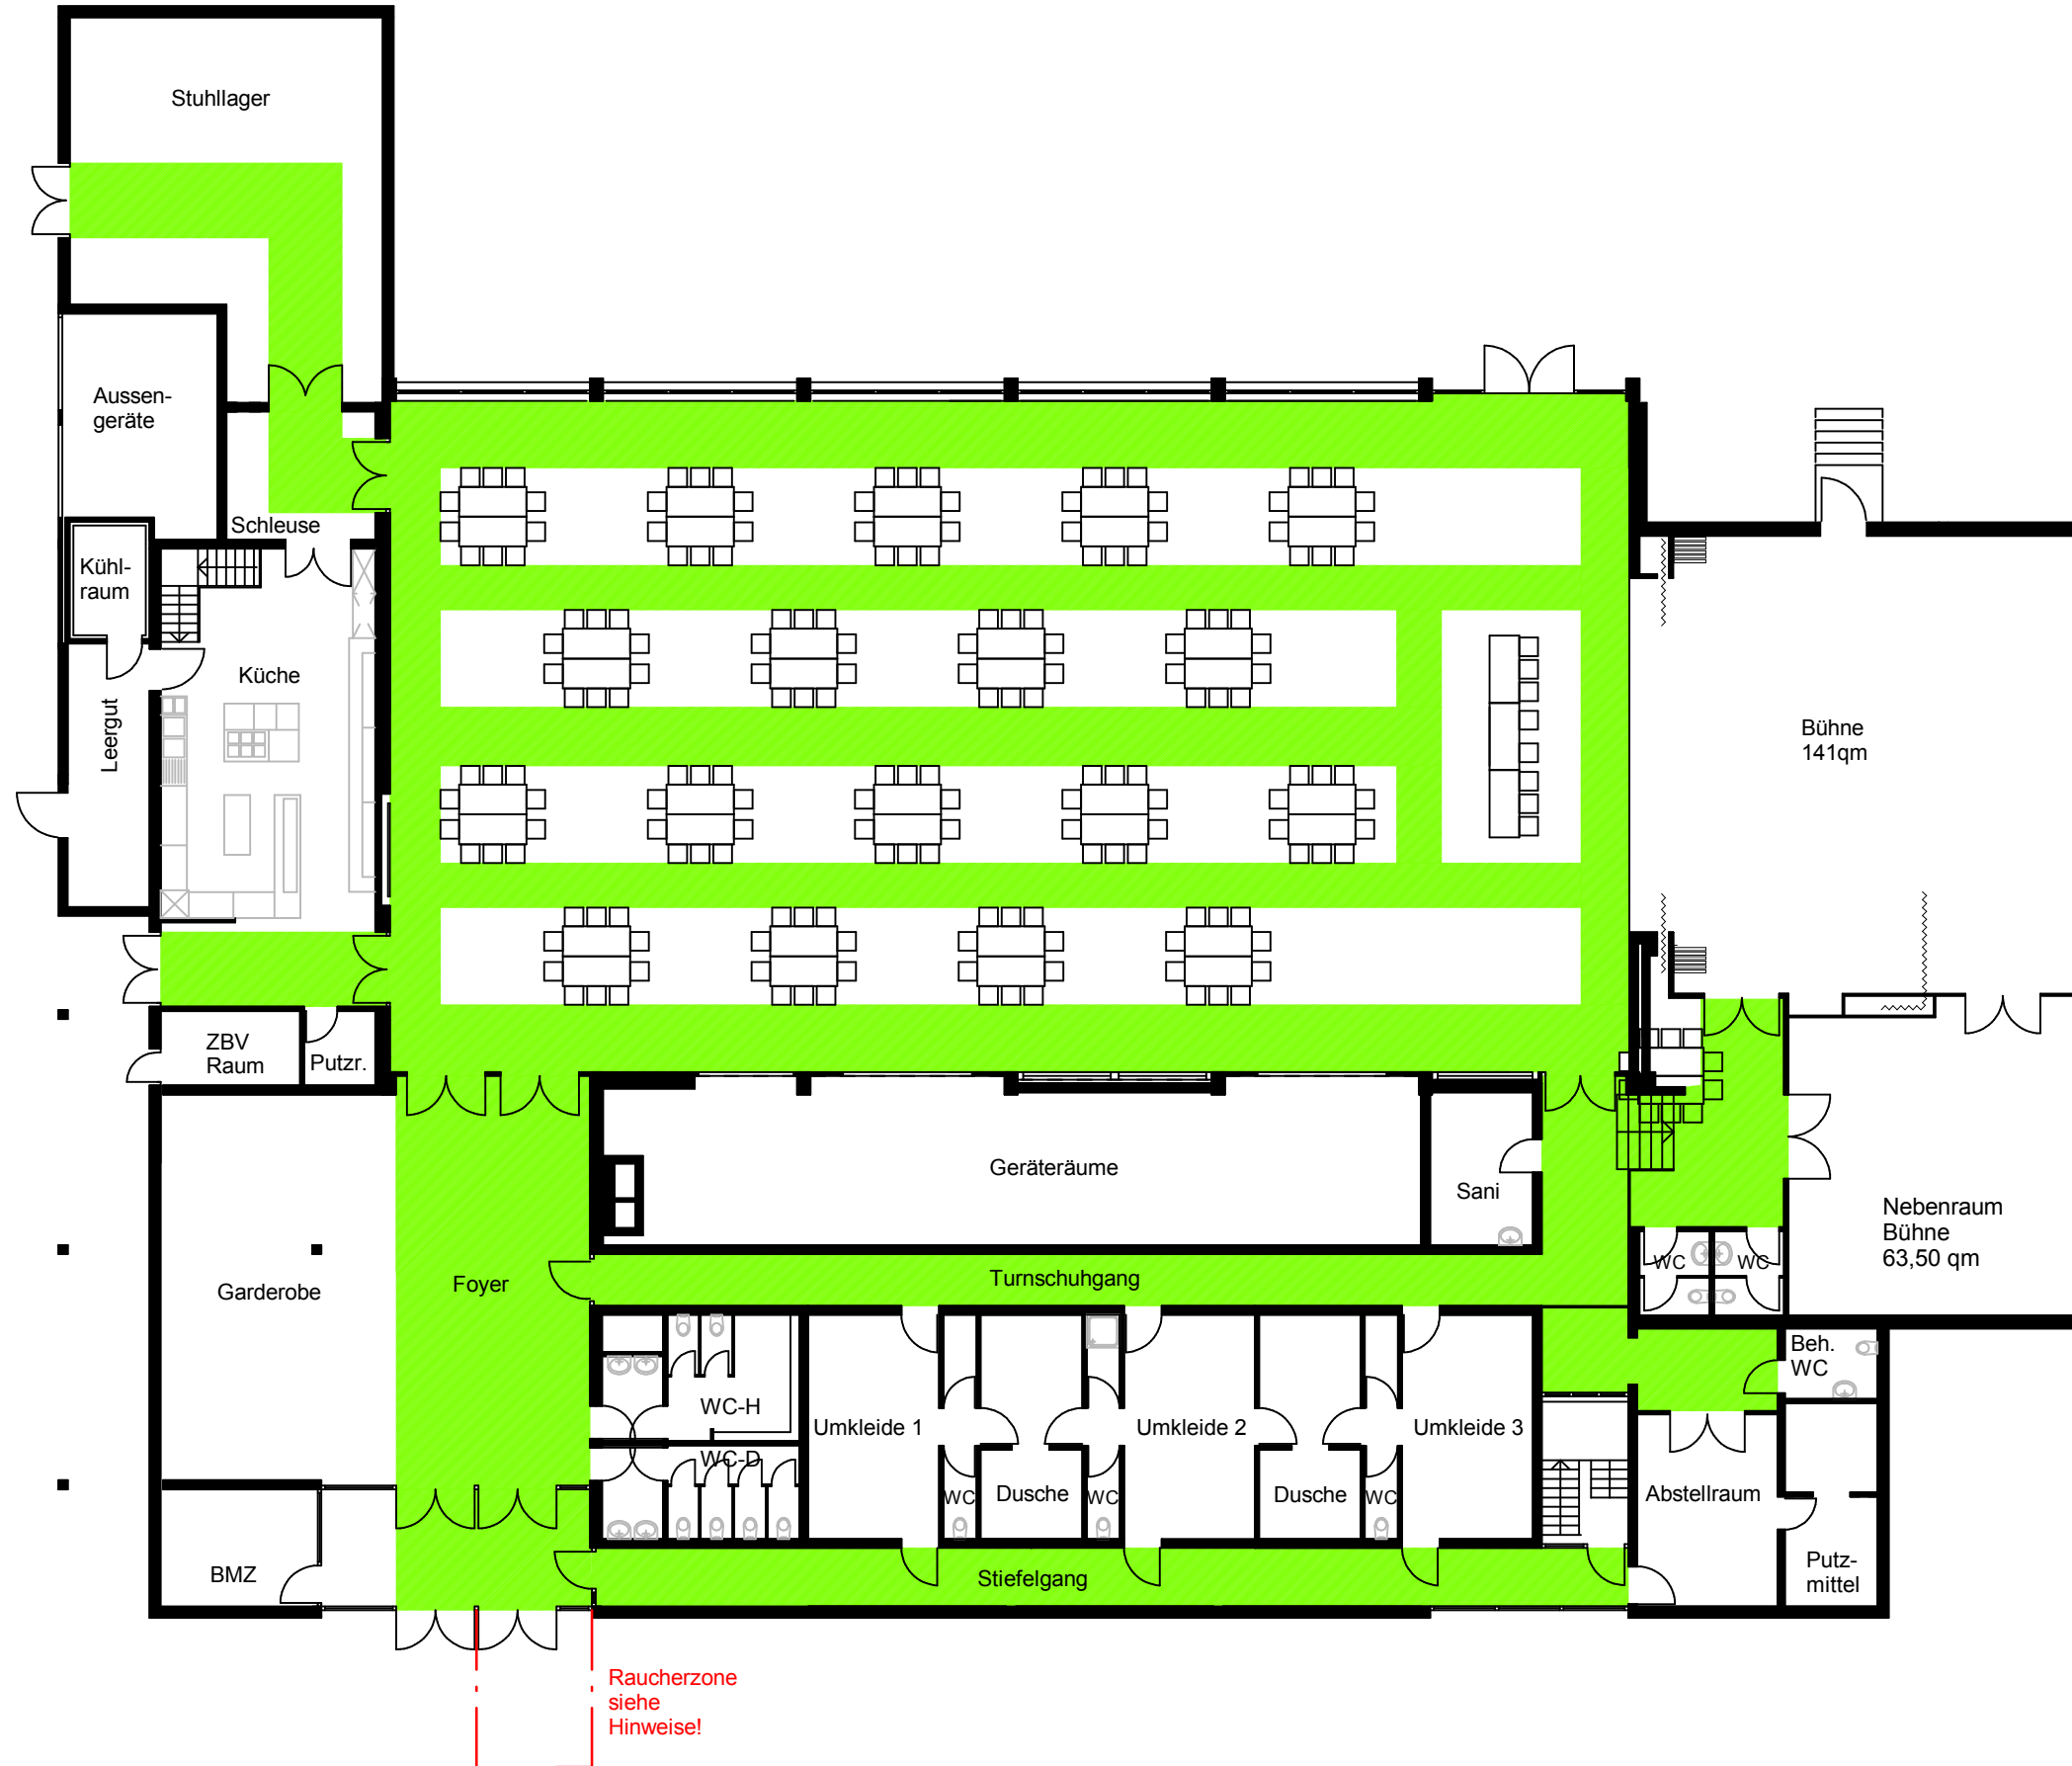 Stuhllager
Aussen-
geräte
Schleuse
Kühl-
raum
Küche
Leergut
Bühne
141qm
ZBV
Raum
Putzr.
Geräteräume
Sani
Nebenraum
Bühne
63,50 qm
WC
WC
Turnschuhgang
Garderobe
Foyer
Beh.
WC
WC-H
Umkleide 1
Umkleide 2
Umkleide 3
WC-D
WC
Dusche
WC
Dusche
WC
Abstellraum
BMZ
Stiefelgang
Putz-
mittel
Raucherzone
siehe
Hinweise!